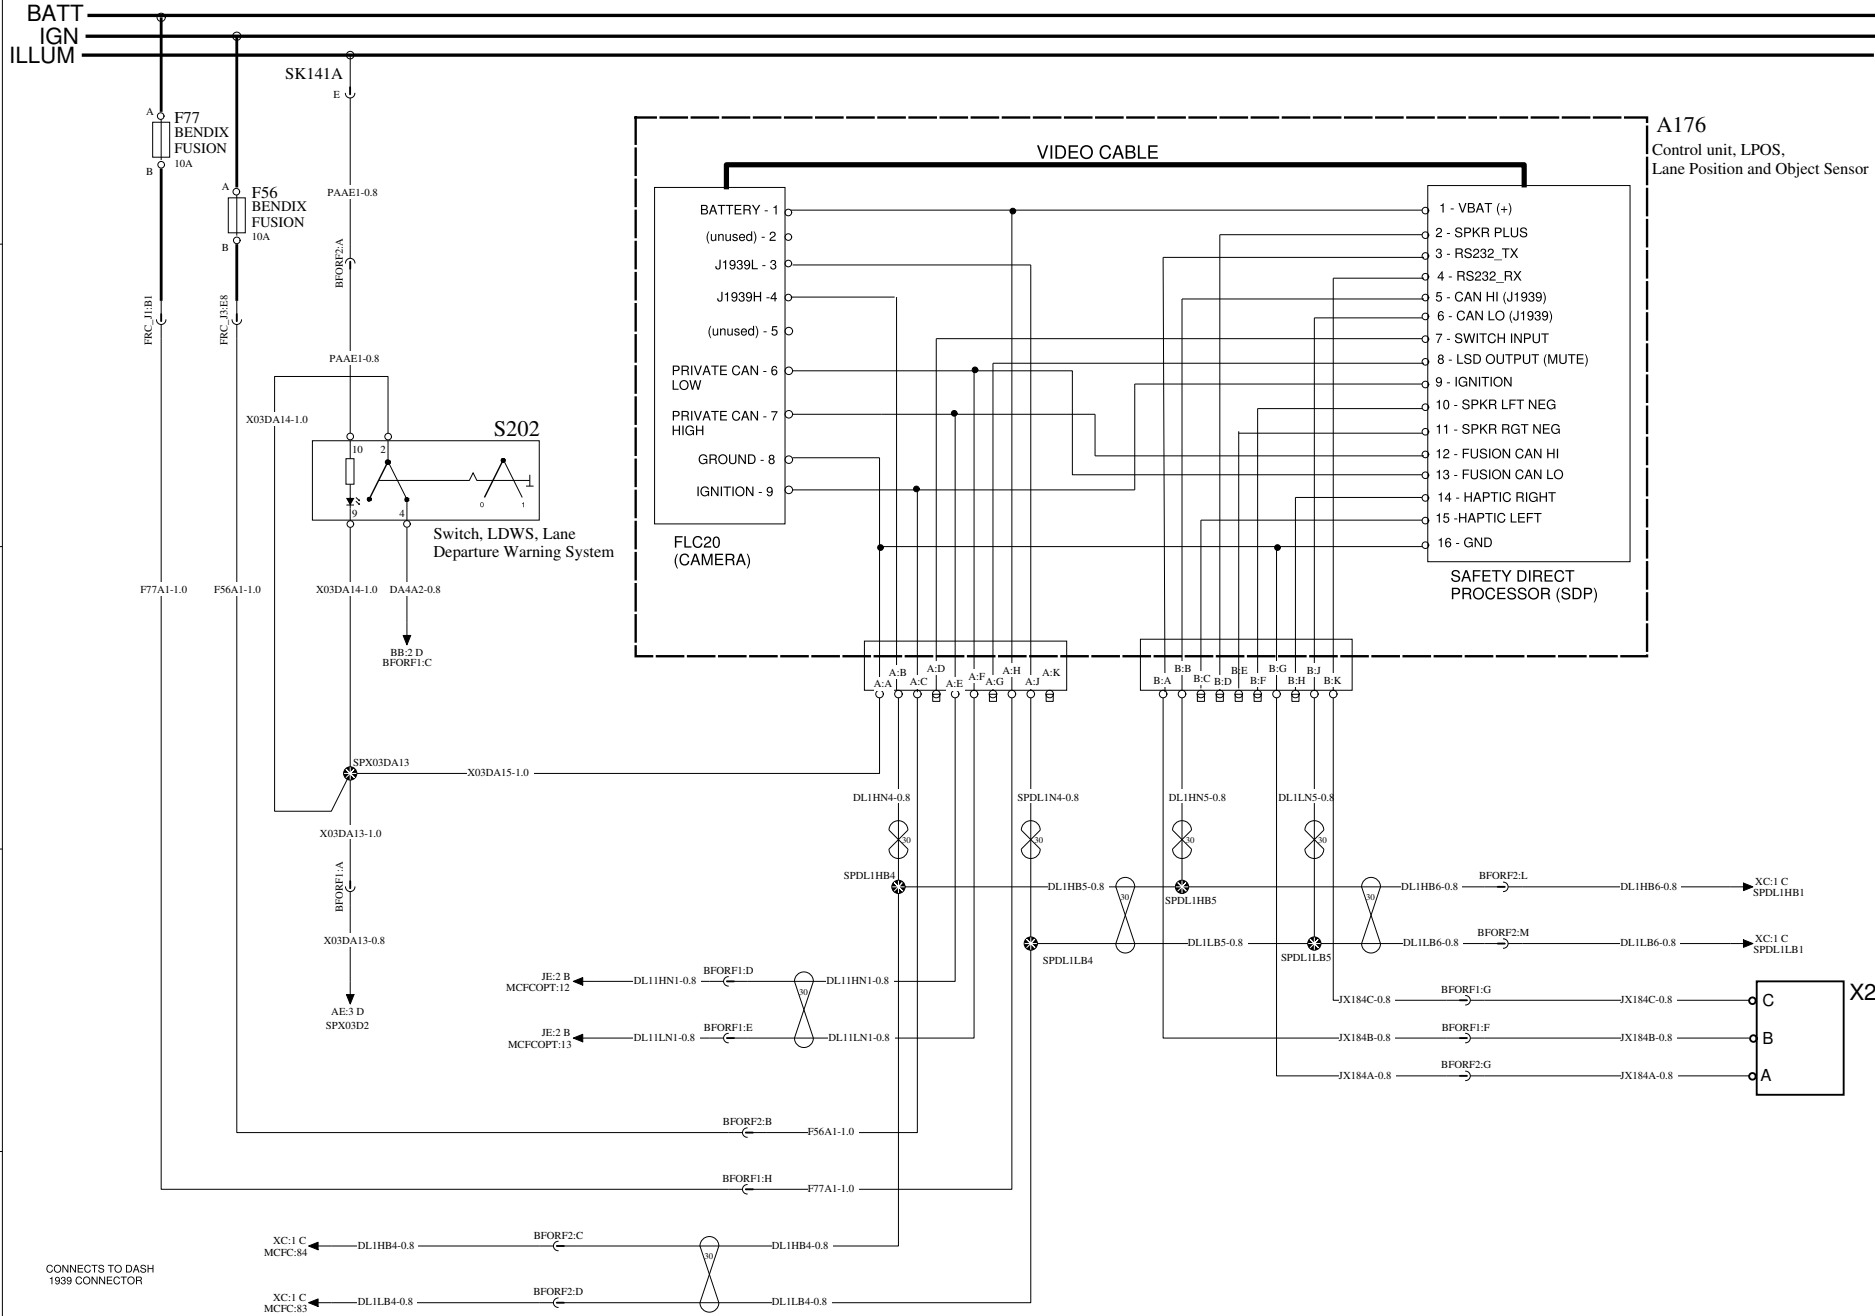 BATT
IGN
ILLUM
SK141A
E
A
F77
BENDIX
FUSION
10A
B
A
F56
BENDIX
FUSION
10A
B
PAAE1-0.8
BFORF2:A
FRC_J1:B1
FRC_J3:E8
PAAE1-0.8
X03DA14-1.0
S202
10
2
9
4
0
1
Switch, LDWS, Lane
Departure Warning System
F77A1-1.0
F56A1-1.0
X03DA14-1.0
DA4A2-0.8
BB:2 D
BFORF1:C
A176
Control unit, LPOS,
Lane Position and Object Sensor
VIDEO CABLE
BATTERY - 1
(unused) - 2
J1939L - 3
J1939H -4
(unused) - 5
PRIVATE CAN - 6
LOW
PRIVATE CAN - 7
HIGH
GROUND - 8
IGNITION - 9
FLC20
(CAMERA)
1 - VBAT (+)
2 - SPKR PLUS
3 - RS232_TX
4 - RS232_RX
5 - CAN HI (J1939)
6 - CAN LO (J1939)
7 - SWITCH INPUT
8 - LSD OUTPUT (MUTE)
9 - IGNITION
10 - SPKR LFT NEG
11 - SPKR RGT NEG
12 - FUSION CAN HI
13 - FUSION CAN LO
14 - HAPTIC RIGHT
15 -HAPTIC LEFT
16 - GND
SAFETY DIRECT
PROCESSOR (SDP)
A:A
A:B
A:C
A:D
A:E
A:F
A:G
A:H
A:J
A:K
B:A
B:B
B:C
B:D
B:E
B:F
B:G
B:H
B:J
B:K
SPX03DA13
X03DA15-1.0
DL1HN4-0.8
SPDL1N4-0.8
DL1HN5-0.8
DL1LN5-0.8
30
30
30
30
X03DA13-1.0
BFORF1:A
X03DA13-0.8
AE:3 D
SPX03D2
SPDL1HB4
DL1HB5-0.8
30
SPDL1HB5
30
DL1HB6-0.8
BFORF2:L
DL1HB6-0.8
XC:1 C
SPDL1HB1
SPDL1LB4
DL1LB5-0.8
SPDL1LB5
DL1LB6-0.8
BFORF2:M
DL1LB6-0.8
XC:1 C
SPDL1LB1
JE:2 B
MCFCOPT:12
DL11HN1-0.8
BFORF1:D
30
DL11HN1-0.8
JE:2 B
MCFCOPT:13
DL11LN1-0.8
BFORF1:E
DL11LN1-0.8
JX184C-0.8
BFORF1:G
JX184C-0.8
C
X2
JX184B-0.8
BFORF1:F
JX184B-0.8
B
JX184A-0.8
BFORF2:G
JX184A-0.8
A
BFORF2:B
F56A1-1.0
BFORF1:H
F77A1-1.0
XC:1 C
MCFC:84
DL1HB4-0.8
BFORF2:C
30
DL1HB4-0.8
CONNECTS TO DASH
1939 CONNECTOR
XC:1 C
MCFC:83
DL1LB4-0.8
BFORF2:D
DL1LB4-0.8